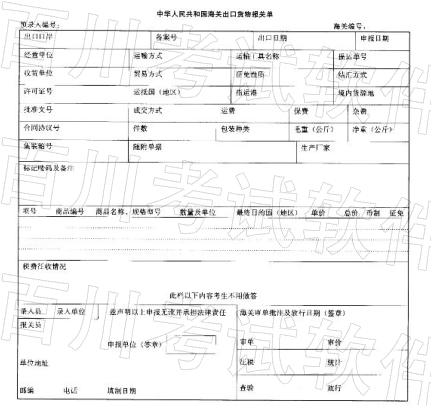 中华人民共和国海关出口货物报关单
预录入编号: 海关编号:
出口口岸 备案号 出口日期 申报日期
经营单位 运输方式 运输工具名称 提运单号
发货单位 贸易方式 征免性质 结汇方式
许可证号 运抵国（地区） 指运港 境内货源地
批准文号 成交方式 运费 保费 杂费
合同协议号 件数 包装种类 毛重（公斤） 净重（公斤）
集装箱号 随附单据 生产厂家
标记唛码及备注
项号 商品编号 商品名称、规格型号 数量及单位 最终目的国（地区） 单价 总价 币制 征免
税费征收情况
此栏以下内容考生不用做答
录入员 录入单位 兹声明以上申报无讹并承担法律责任 海关审单批注及放行日期（签章）
报关员
申报单位（签章） 审单 审价
单位地址 征税 统计
邮编 电话 填制日期 查验 放行
百川考试软件
百川考试软件
百川考试软件